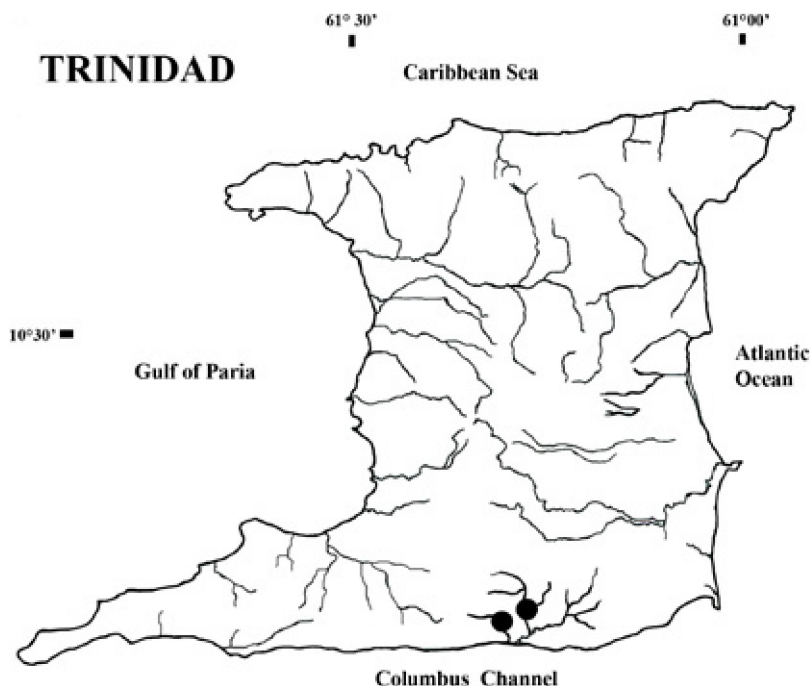 61° 30'
61° 00'
TRINIDAD
Caribbean Sea
10°30'
Gulf of Paria
Atlantic
Ocean
Columbus Channel